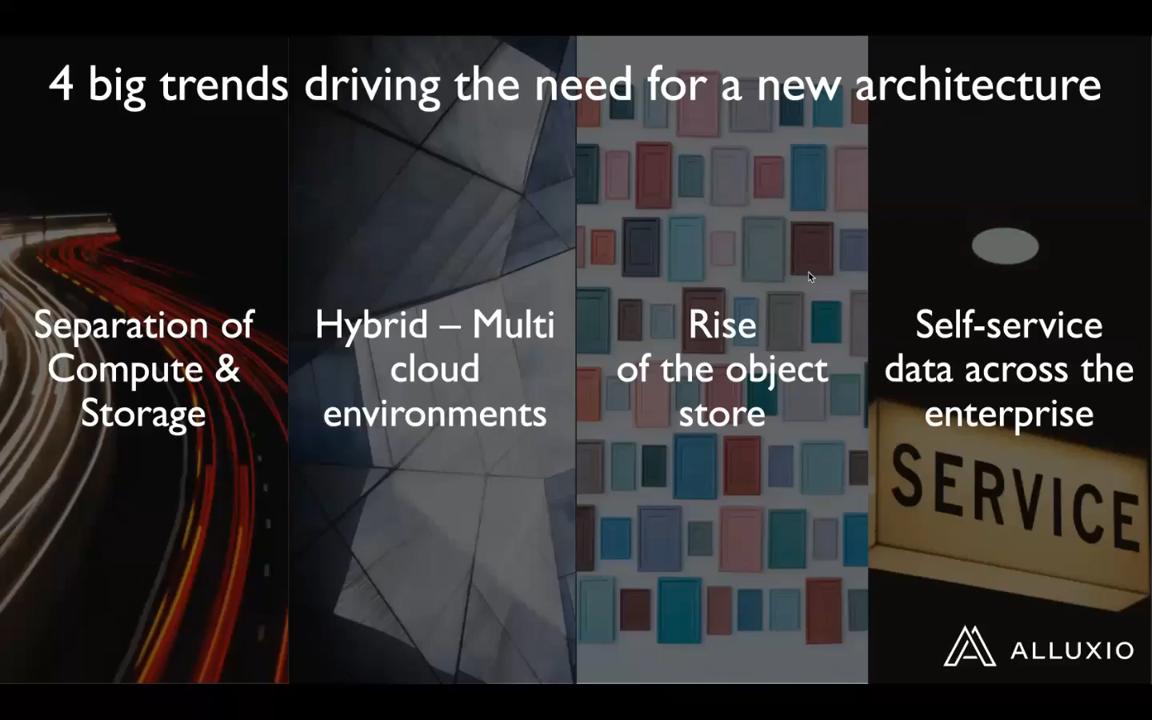 4 big trends driving the need for a new architecture
Separation of
Compute &
Storage
Hybrid – Multi
cloud
environments
Rise
of the object
store
Self-service
data across the
enterprise
SERVICE
ALLUXIO